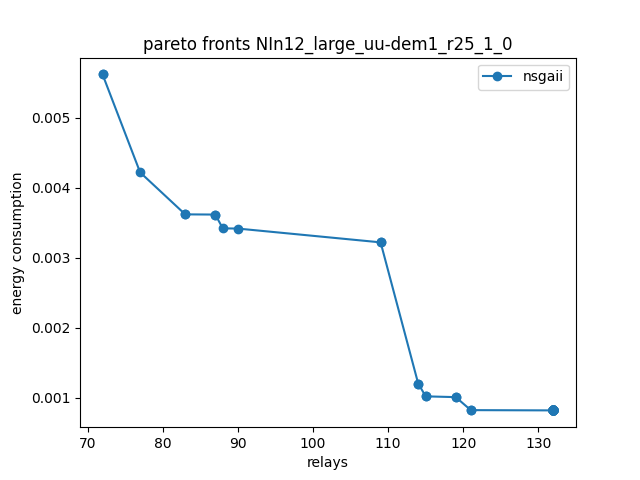 pareto fronts NIn12_large_uu-dem1_r25_1_0
nsgaii
energy consumption
0.005
0.004
0.003
0.002
0.001
70 80 90 100 110 120 130
relays